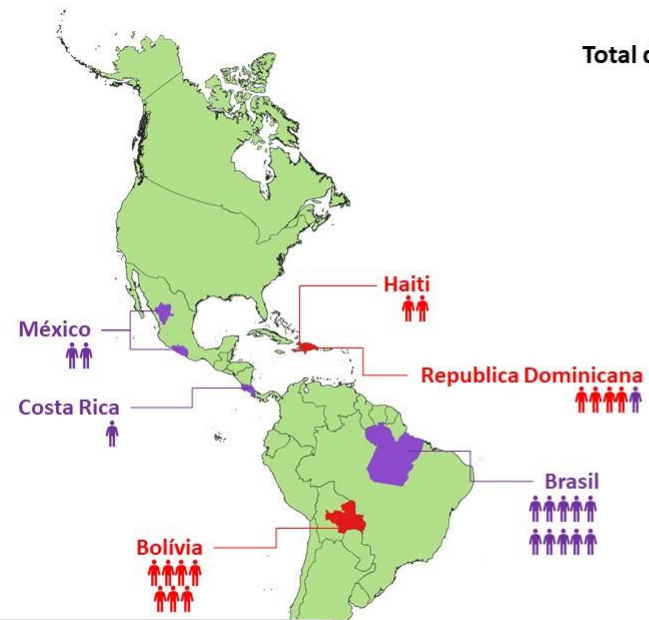 Total
Haiti
México
Republica Dominicana
Costa Rica
Brasil
Bolívia